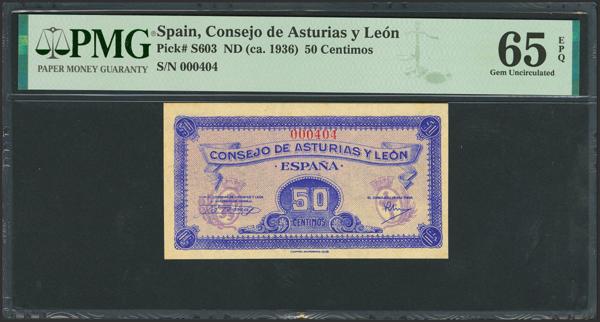 PMG
PAPER MONEY GUARANTY
Spain, Consejo de Asturias y León
Pick# S603 ND (ca. 1936) 50 Centimos
S/N 000404
65 EPQ
Gem Uncirculated
000404
CONSEJO DE ASTURIAS Y LEÓN
·ESPAÑA·
50
CENTIMOS
50
50